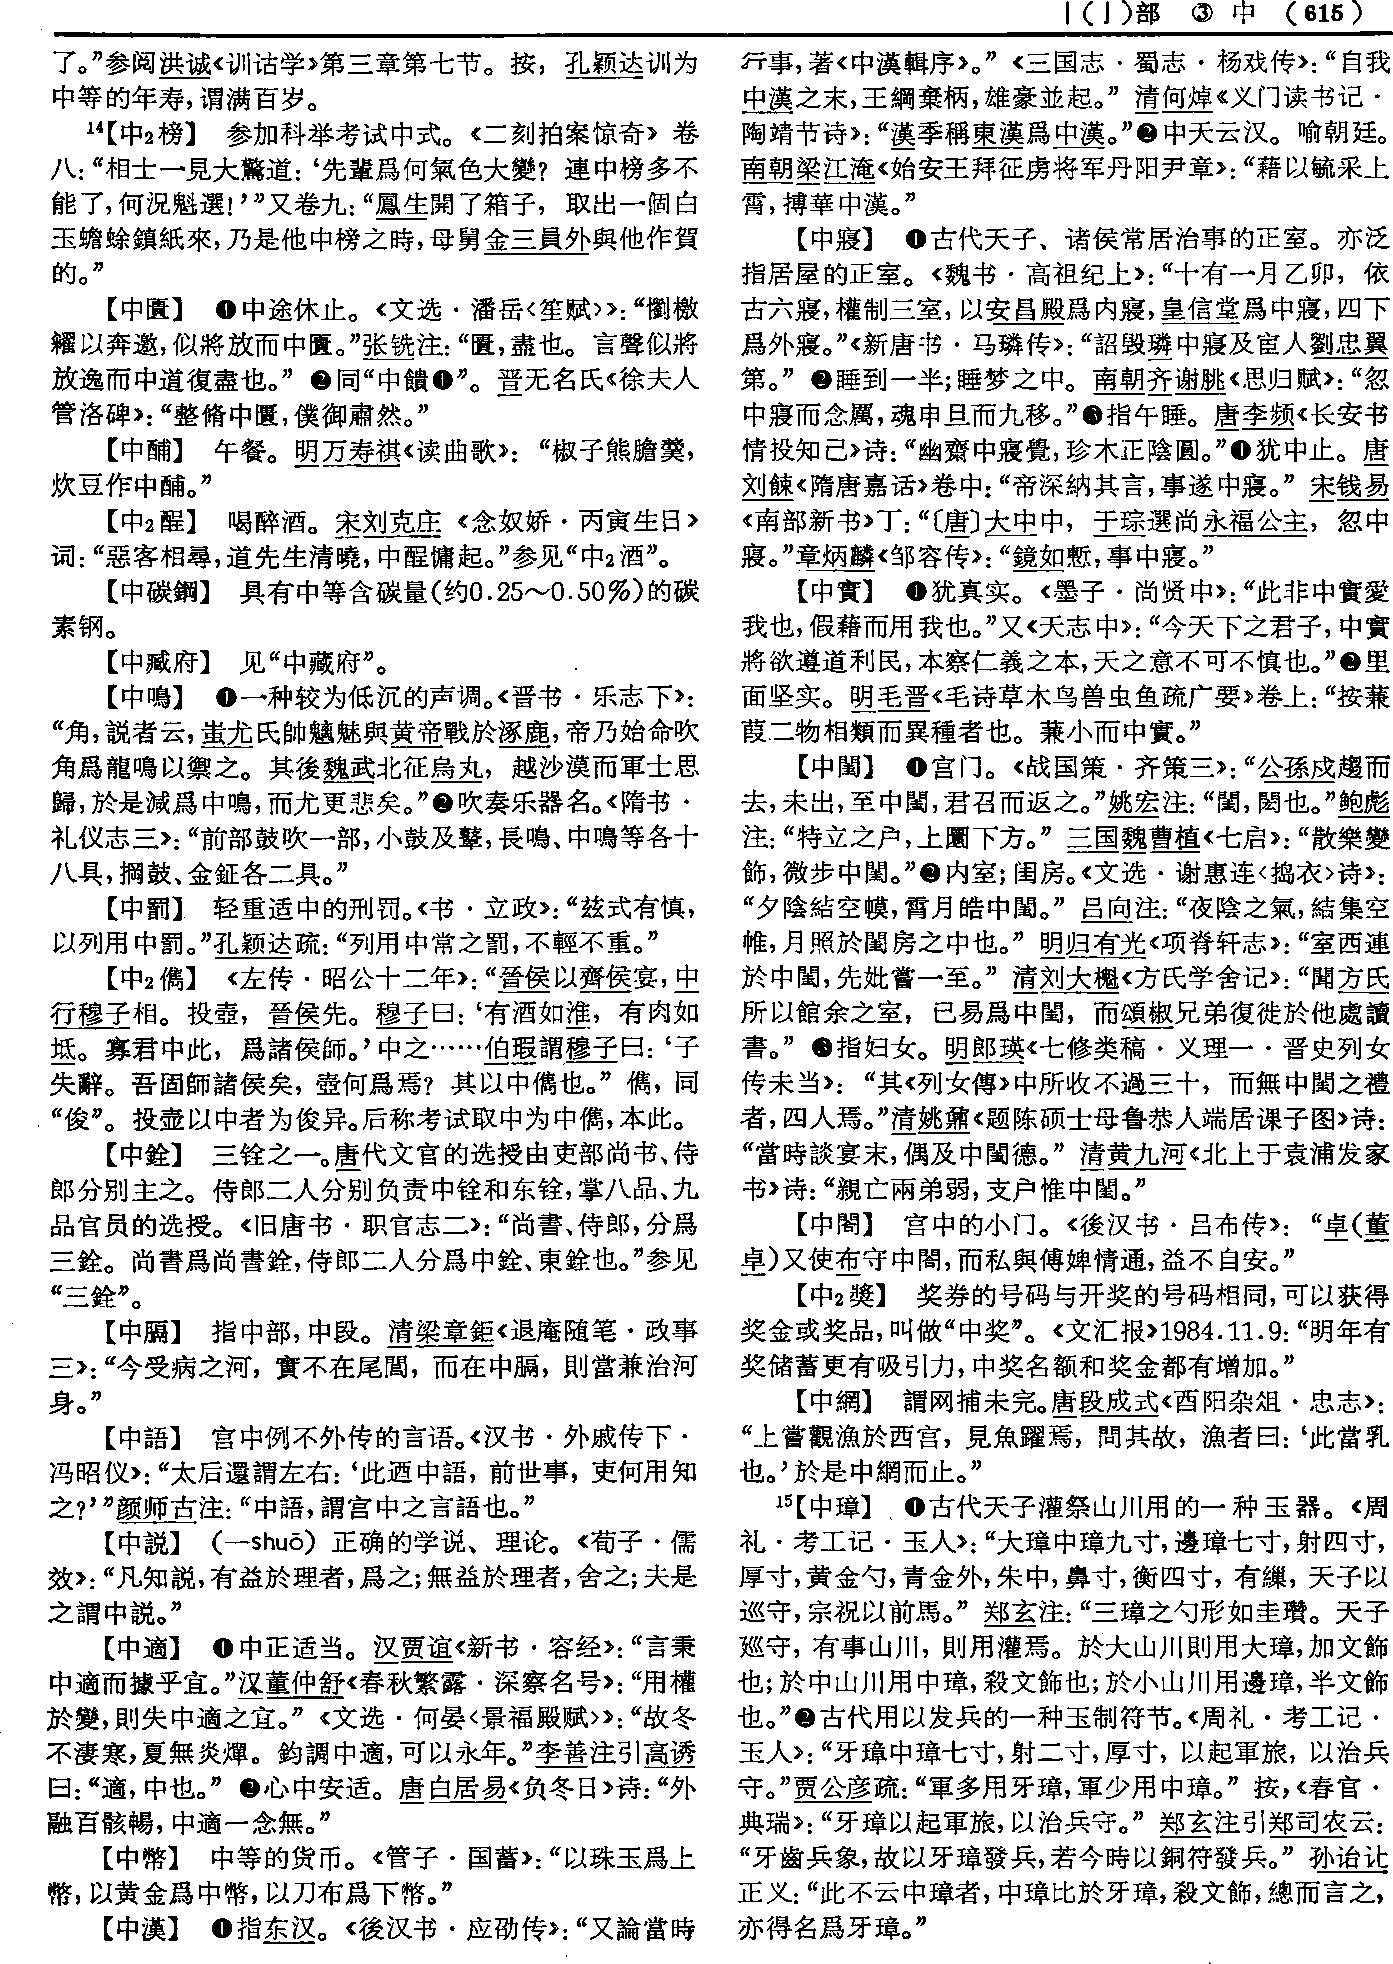 丨(亅)部 ③ 中 (615)
了。”参阅洪诚《训诂学》第三章第七节。按，孔颖达训为
中等的年寿，谓满百岁。
14【中2榜】 参加科举考试中式。《二刻拍案惊奇》卷
八：“相士一見大驚道：‘先輩爲何氣色大變？連中榜多不
能了，何況魁選！’”又卷九：“鳳生開了箱子，取出一個白
玉蟾蜍鎮紙來，乃是他中榜之時，母舅金三員外與他作賀
的。”
【中匱】 ❶中途休止。《文选·潘岳〈笙赋〉》：“懰檄
糴以奔邀，似將放而中匱。”张铣注：“匱，盡也。言聲似將
放逸而中道復盡也。” ❷同“中饋❶”。晋无名氏《徐夫人
管洛碑》：“整脩中匱，僕御肅然。”
【中酺】 午餐。明万寿祺《读曲歌》：“椒子熊膽羹，
炊豆作中酺。”
【中2酲】 喝醉酒。宋刘克庄《念奴娇·丙寅生日》
词：“惡客相尋，道先生清曉，中酲慵起。”参见“中2酒”。
【中碳鋼】 具有中等含碳量(约0.25～0.50%)的碳
素钢。
【中臧府】 见“中藏府”。
【中鳴】 ❶一种较为低沉的声调。《晋书·乐志下》：
“角，説者云，蚩尤氏帥魑魅與黄帝戰於涿鹿，帝乃始命吹
角爲龍鳴以禦之。其後魏武北征烏丸，越沙漠而軍士思
歸，於是減爲中鳴，而尤更悲矣。”❷吹奏乐器名。《隋书·
礼仪志三》：“前部鼓吹一部，小鼓及鼙，長鳴、中鳴等各十
八具，掆鼓、金鉦各二具。”
【中罰】 轻重适中的刑罚。《书·立政》：“兹式有慎，
以列用中罰。”孔颖达疏：“列用中常之罰，不輕不重。”
【中2儁】 《左传·昭公十二年》：“晉侯以齊侯宴，中
行穆子相。投壺，晉侯先。穆子曰：‘有酒如淮，有肉如
坻。寡君中此，爲諸侯師。’中之……伯瑕謂穆子曰：‘子
失辭。吾固師諸侯矣，壺何爲焉？其以中儁也。” 儁，同
“俊”。投壶以中者为俊异。后称考试取中为中儁，本此。
【中銓】 三铨之一。唐代文官的选授由吏部尚书、侍
郎分别主之。侍郎二人分别负责中铨和东铨，掌八品、九
品官员的选授。《旧唐书·职官志二》：“尚書、侍郎，分爲
三銓。尚書爲尚書銓，侍郎二人分爲中銓、東銓也。”参见
“三銓”。
【中膈】 指中部，中段。清梁章鉅《退庵随笔·政事
三》：“今受病之河，實不在尾閭，而在中膈，則當兼治河
身。”
【中語】 宫中例不外传的言语。《汉书·外戚传下·
冯昭仪》：“太后還謂左右：‘此迺中語，前世事，吏何用知
之？’”颜师古注：“中語，謂宫中之言語也。”
【中説】 (—shuō) 正确的学说、理论。《荀子·儒
效》：“凡知説，有益於理者，爲之；無益於理者，舍之；夫是
之謂中説。”
【中適】 ❶中正适当。汉贾谊《新书·容经》：“言秉
中適而據乎宜。”汉董仲舒《春秋繁露·深察名号》：“用權
於變，則失中適之宜。” 《文选·何晏〈景福殿赋〉》：“故冬
不淒寒，夏無炎燀。鈞調中適，可以永年。”李善注引高诱
曰：“適，中也。” ❷心中安适。唐白居易《负冬日》诗：“外
融百骸暢，中適一念無。”
【中幣】 中等的货币。《管子·国蓄》：“以珠玉爲上
幣，以黄金爲中幣，以刀布爲下幣。”
【中漢】 ❶指东汉。《後汉书·应劭传》：“又論當時
行事，著《中漢輯序》。” 《三国志·蜀志·杨戏传》：“自我
中漢之末，王綱棄柄，雄豪並起。” 清何焯《义门读书记·
陶靖节诗》：“漢季稱東漢爲中漢。”❷中天云汉。喻朝廷。
南朝梁江淹《始安王拜征虏将军丹阳尹章》：“藉以毓采上
霄，摶華中漢。”
【中寢】 ❶古代天子、诸侯常居治事的正室。亦泛
指居屋的正室。《魏书·高祖纪上》：“十有一月乙卯，依
古六寢，權制三室，以安昌殿爲内寢，皇信堂爲中寢，四下
爲外寢。”《新唐书·马璘传》：“詔毁璘中寢及宦人劉忠翼
第。” ❷睡到一半；睡梦之中。南朝齐谢朓《思归赋》：“忽
中寢而念厲，魂申旦而九移。”❸指午睡。唐李频《长安书
情投知己》诗：“幽齋中寢覺，珍木正陰圓。”❹犹中止。唐
刘餗《隋唐嘉话》卷中：“帝深納其言，事遂中寢。” 宋钱易
《南部新书》丁：“〔唐〕大中中，于琮選尚永福公主，忽中
寢。”章炳麟《邹容传》：“鏡如慙，事中寢。”
【中實】 ❶犹真实。《墨子·尚贤中》：“此非中實愛
我也，假藉而用我也。”又《天志中》：“今天下之君子，中實
將欲遵道利民，本察仁義之本，天之意不可不慎也。”❷里
面坚实。明毛晋《毛诗草木鸟兽虫鱼疏广要》卷上：“按蒹
葭二物相類而異種者也。蒹小而中實。”
【中閨】 ❶宫门。《战国策·齐策三》：“公孫戍趨而
去，未出，至中閨，君召而返之。”姚宏注：“閨，閎也。”鲍彪
注：“特立之户，上圜下方。” 三国魏曹植《七启》：“散樂變
飾，微步中閨。”❷内室；闺房。《文选·谢惠连〈捣衣〉诗》：
“夕陰結空幙，霄月皓中閨。” 吕向注：“夜陰之氣，結集空
帷，月照於閨房之中也。” 明归有光《项脊轩志》：“室西連
於中閨，先妣嘗一至。” 清刘大櫆《方氏学舍记》：“聞方氏
所以館余之室，已易爲中閨，而頌椒兄弟復徙於他處讀
書。” ❸指妇女。明郎瑛《七修类稿·义理一·晋史列女
传未当》：“其《列女傳》中所收不過三十，而無中閨之禮
者，四人焉。”清姚鼐《题陈硕士母鲁恭人端居课子图》诗：
“當時談宴末，偶及中閨德。” 清黄九河《北上于袁浦发家
书》诗：“親亡兩弟弱，支户惟中閨。”
【中閤】 宫中的小门。《後汉书·吕布传》：“卓(董
卓)又使布守中閤，而私與傅婢情通，益不自安。”
【中2獎】 奖券的号码与开奖的号码相同，可以获得
奖金或奖品，叫做“中奖”。《文汇报》1984.11.9：“明年有
奖储蓄更有吸引力，中奖名额和奖金都有增加。”
【中網】 謂网捕未完。唐段成式《酉阳杂俎·忠志》：
“上嘗觀漁於西宫，見魚躍焉，問其故，漁者曰：‘此當乳
也。’於是中網而止。”
15【中璋】 ❶古代天子灌祭山川用的一种玉器。《周
礼·考工记·玉人》：“大璋中璋九寸，邊璋七寸，射四寸，
厚寸，黄金勺，青金外，朱中，鼻寸，衡四寸，有繅，天子以
巡守，宗祝以前馬。” 郑玄注：“三璋之勺形如圭瓚。天子
廵守，有事山川，則用灌焉。於大山川則用大璋，加文飾
也；於中山川用中璋，殺文飾也；於小山川用邊璋，半文飾
也。”❷古代用以发兵的一种玉制符节。《周礼·考工记·
玉人》：“牙璋中璋七寸，射二寸，厚寸，以起軍旅，以治兵
守。”贾公彦疏：“軍多用牙璋，軍少用中璋。” 按，《春官·
典瑞》：“牙璋以起軍旅，以治兵守。” 郑玄注引郑司农云：
“牙齒兵象，故以牙璋發兵，若今時以銅符發兵。” 孙诒让
正义：“此不云中璋者，中璋比於牙璋，殺文飾，總而言之，
亦得名爲牙璋。”